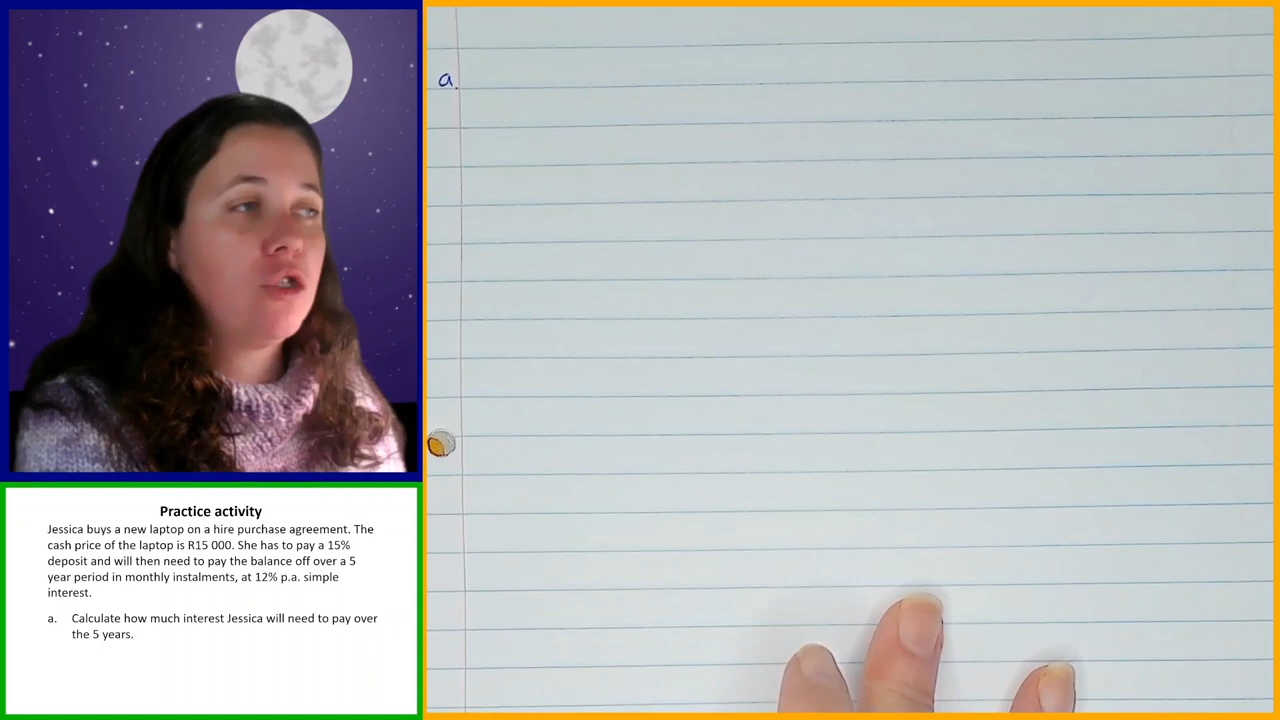 a.
Practice activity
Jessica buys a new laptop on a hire purchase agreement. The
cash price of the laptop is R15 000. She has to pay a 15%
deposit and will then need to pay the balance off over a 5
year period in monthly instalments, at 12% p.a. simple
interest.
a. Calculate how much interest Jessica will need to pay over
the 5 years.